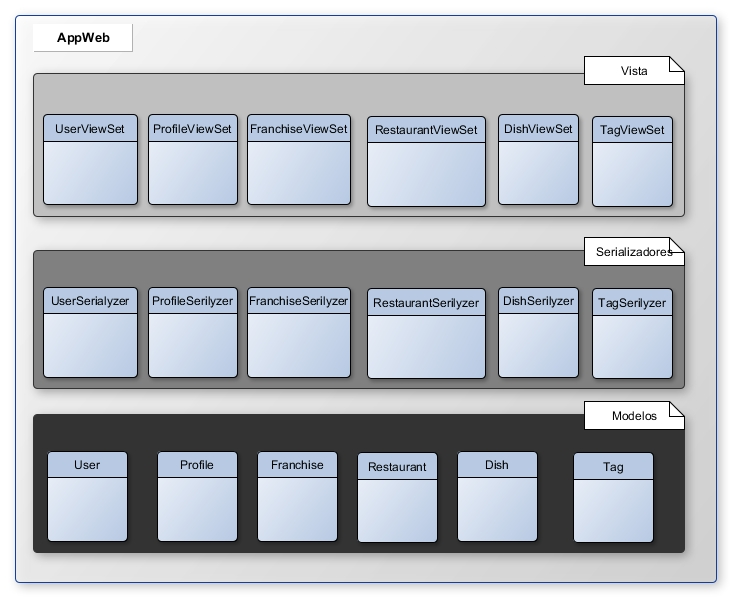 AppWeb
Vista
UserViewSet ProfileViewSet FranchiseViewSet RestaurantViewSet DishViewSet TagViewSet
Serializadores
UserSerialyzer ProfileSerilyzer FranchiseSerilyzer RestaurantSerilyzer DishSerilyzer TagSerilyzer
Modelos
User Profile Franchise Restaurant Dish Tag